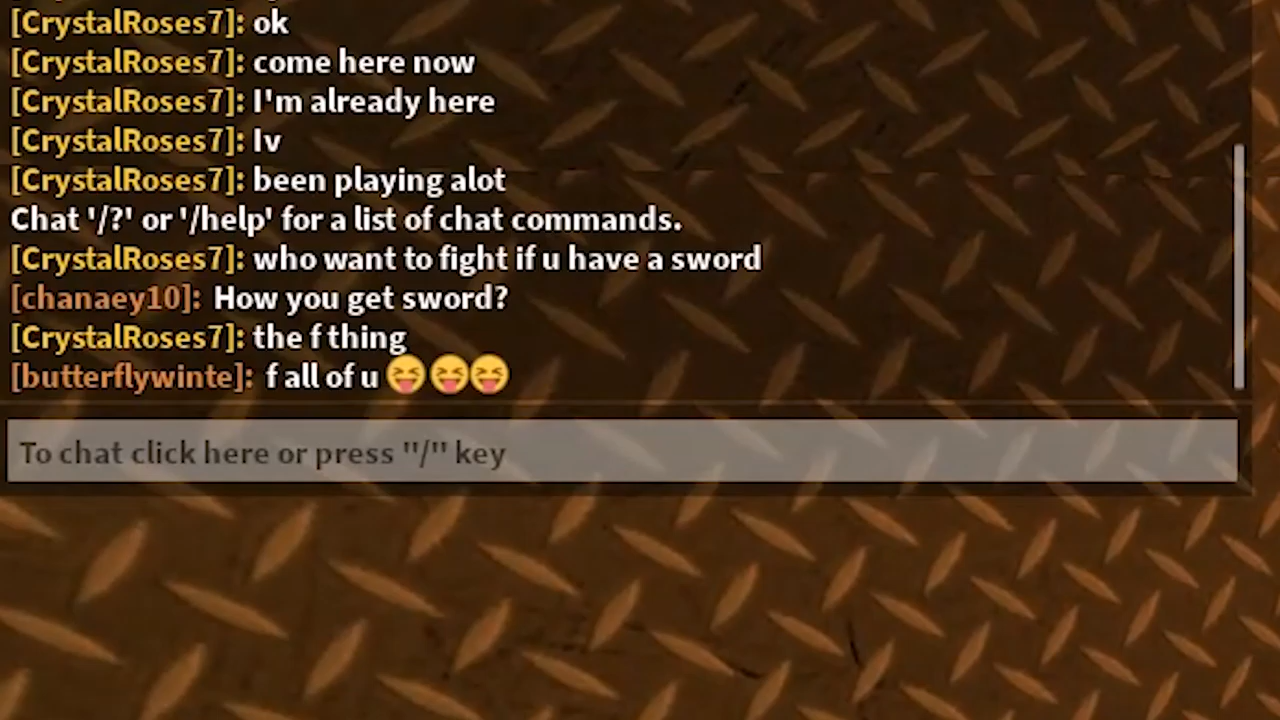 [CrystalRoses7]: ok
[CrystalRoses7]: come here now
[CrystalRoses7]: I'm already here
[CrystalRoses7]: Iv
[CrystalRoses7]: been playing alot
Chat '/?' or '/help' for a list of chat commands.
[CrystalRoses7]: who want to fight if u have a sword
[chanaey10]: How you get sword?
[CrystalRoses7]: the f thing
[butterflywinte]: f all of u 😝😝😝
To chat click here or press "/" key